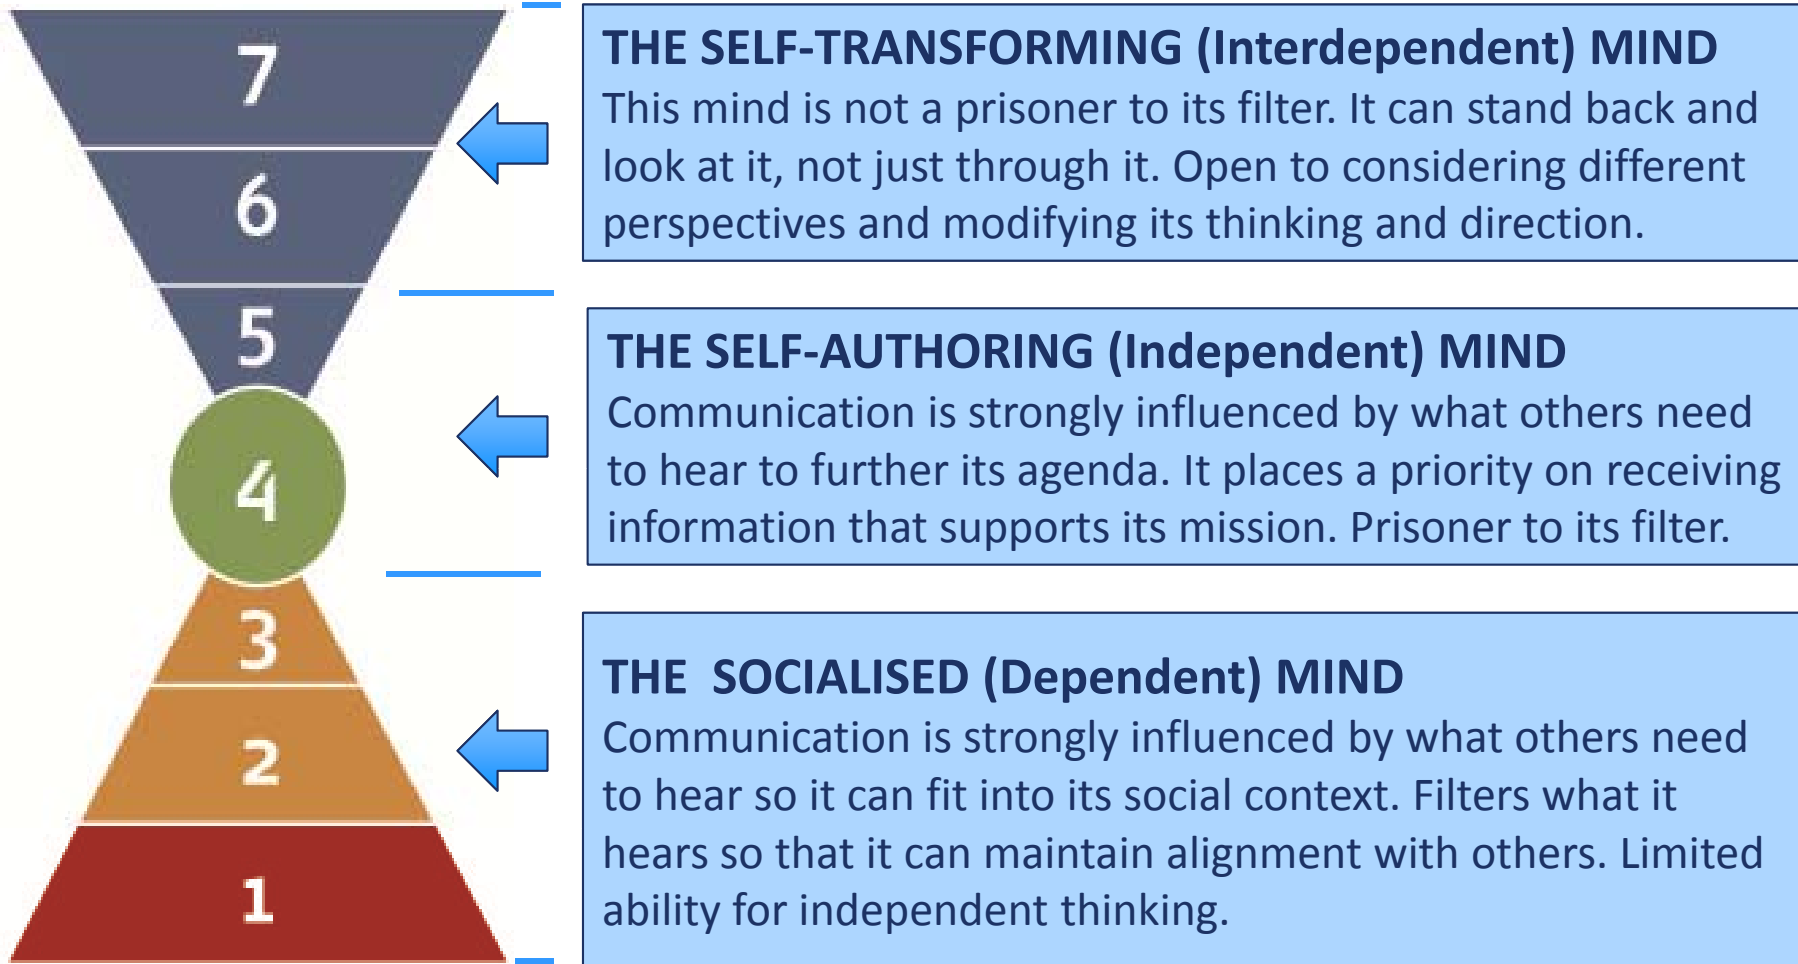 7
THE SELF-TRANSFORMING (Interdependent) MIND
This mind is not a prisoner to its filter. It can stand back and
look at it, not just through it. Open to considering different
perspectives and modifying its thinking and direction.
6
5
THE SELF-AUTHORING (Independent) MIND
Communication is strongly influenced by what others need
to hear to further its agenda. It places a priority on receiving
information that supports its mission. Prisoner to its filter.
4
3
THE SOCIALISED (Dependent) MIND
Communication is strongly influenced by what others need
to hear so it can fit into its social context. Filters what it
hears so that it can maintain alignment with others. Limited
ability for independent thinking.
2
1